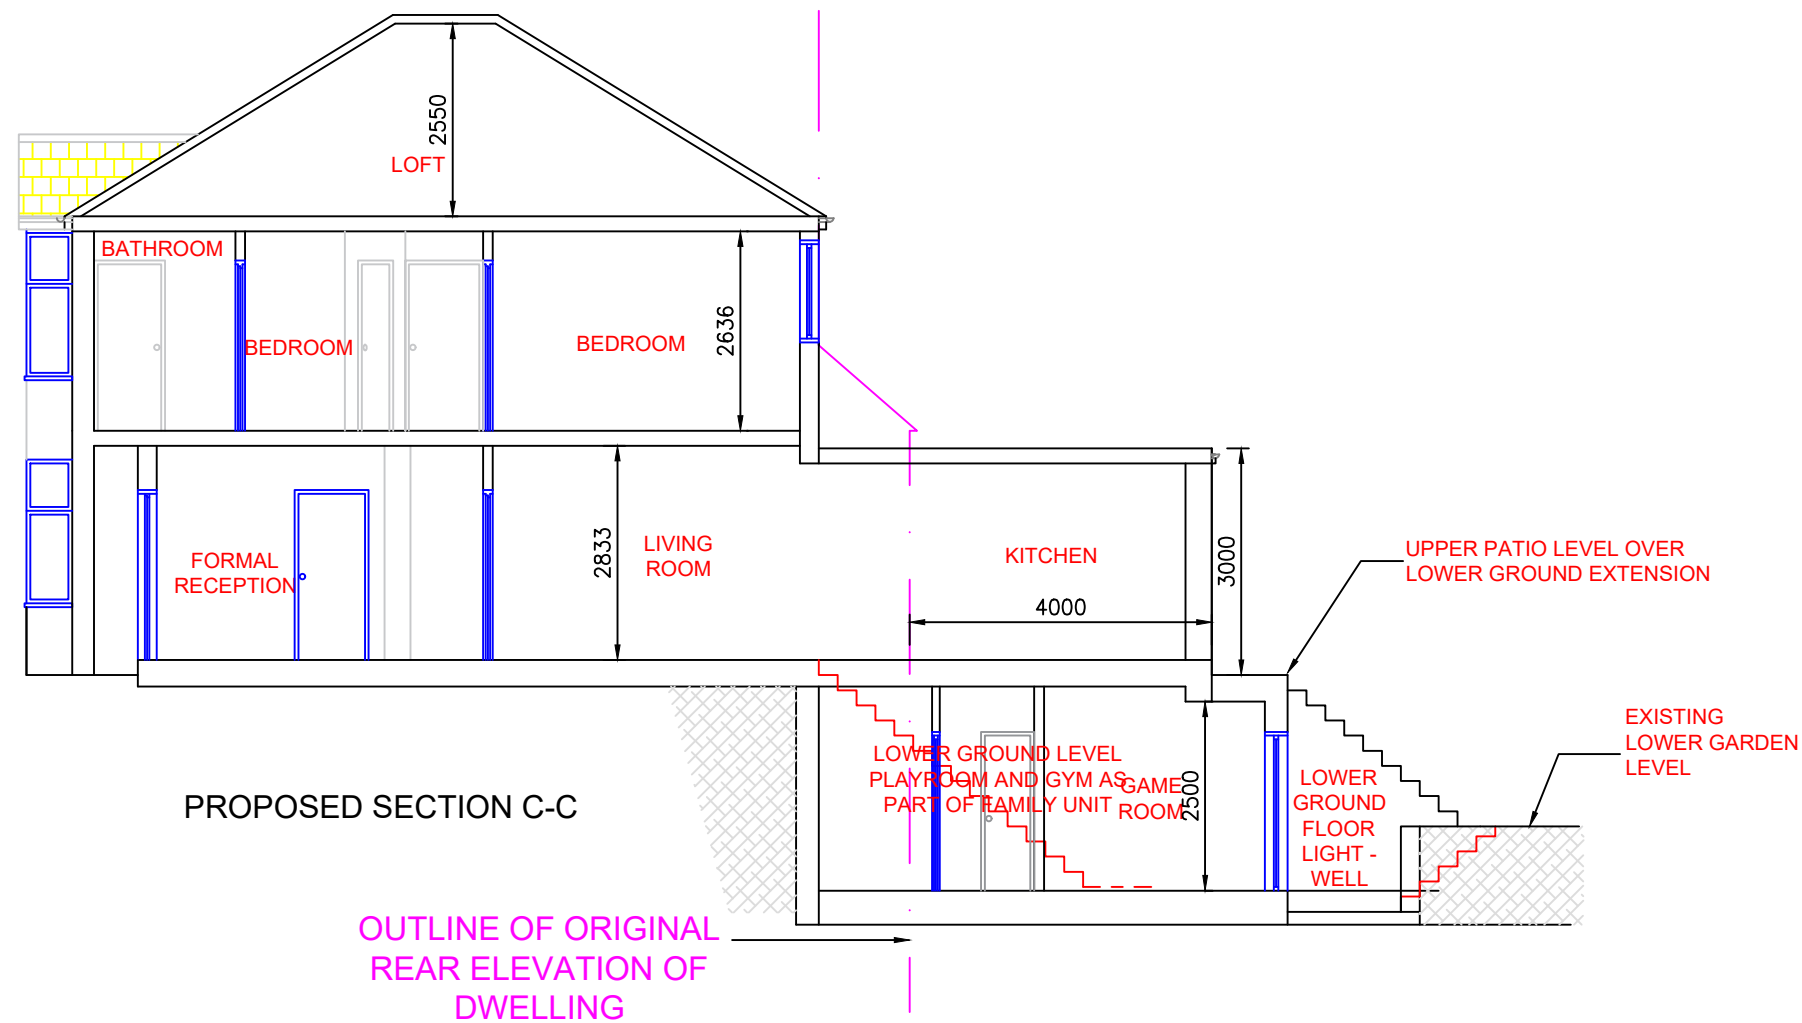 2550
LOFT
BATHROOM
BEDROOM
BEDROOM
2636
FORMAL
RECEPTION
2833
LIVING
ROOM
KITCHEN
4000
3000
UPPER PATIO LEVEL OVER
LOWER GROUND EXTENSION
EXISTING
LOWER GARDEN
LEVEL
LOWER GROUND LEVEL
PLAYROOM AND GYM AS
PART OF FAMILY UNIT
GAME
ROOM
2500
LOWER
GROUND
FLOOR
LIGHT -
WELL
PROPOSED SECTION C-C
OUTLINE OF ORIGINAL
REAR ELEVATION OF
DWELLING